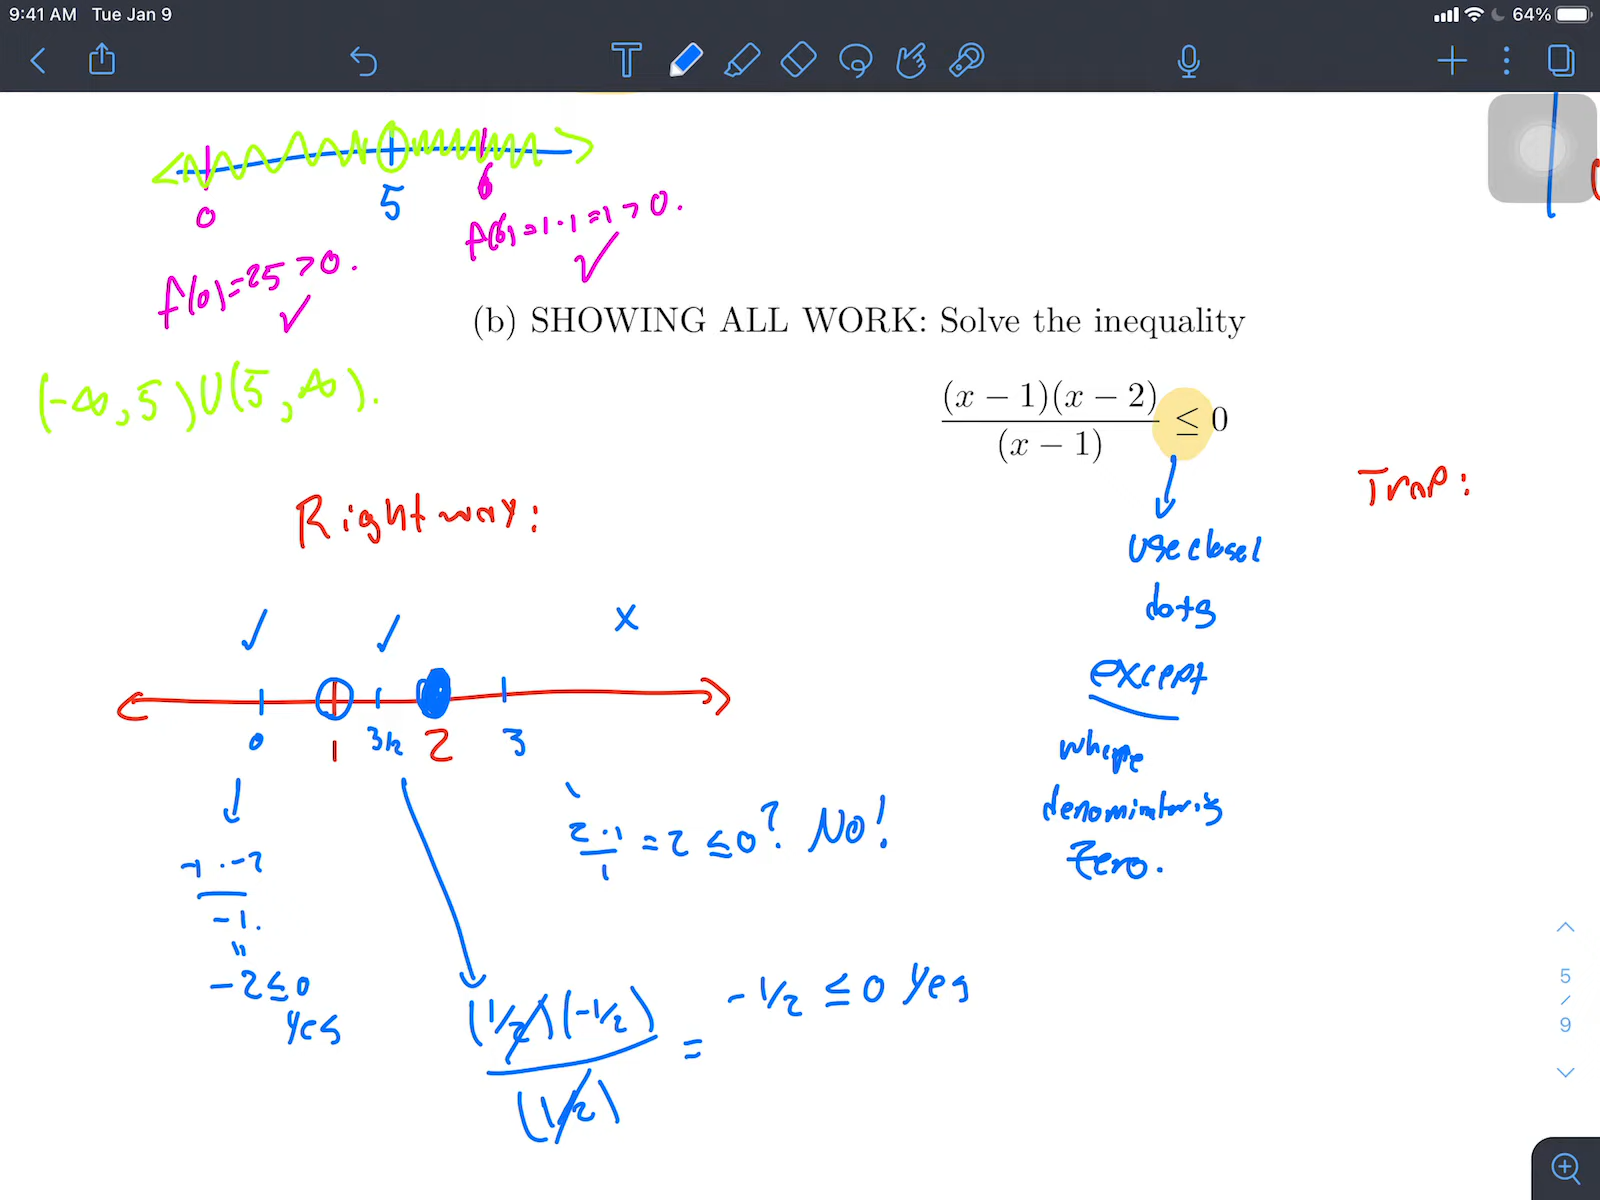 9:41 AM Tue Jan 9
64%
0
5
6
f(0)=25>0.
✓
f(6)=1·1=1>0.
✓
(-∞,5)∪(5,∞).
(b) SHOWING ALL WORK: Solve the inequality
(x − 1)(x − 2)
(x − 1)
≤ 0
use closed
dots
except
where
denominator is
zero.
Trap:
Right way:
✓ ✓ x
0 1 3/2 2 3
-1·-2
-1.
"
-2≤0
yes
2·1
1
=2≤0? No!
(1/2)(-1/2)
(1/2)
= -1/2 ≤ 0 yes
5
/
9